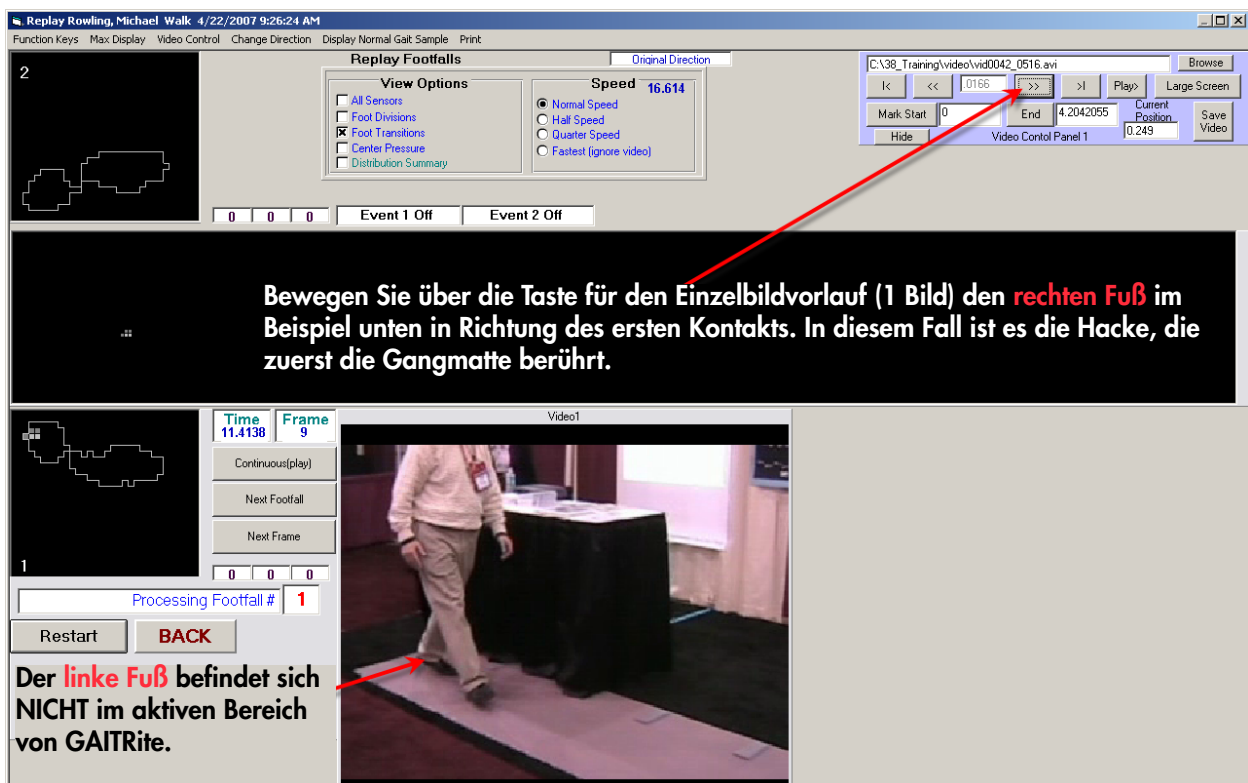 Replay Rowling, Michael Walk 4/22/2007 9:26:24 AM
Function Keys Max Display Video Control Change Direction Display Normal Gait Sample Print
2
Replay Footfalls
Original Direction
View Options
All Sensors
Foot Divisions
Foot Transitions
Center Pressure
Distribution Summary
Speed 16.614
Normal Speed
Half Speed
Quarter Speed
Fastest (ignore video)
C:\38_Training\video\vid0042_0516.avi Browse
|< << .0166 >> >| Play> Large Screen
Mark Start 0 End 4.2042055 Current Position 0.249 Save Video
Hide Video Contol Panel 1
0 0 0 Event 1 Off Event 2 Off
Bewegen Sie über die Taste für den Einzelbildvorlauf (1 Bild) den rechten Fuß im
Beispiel unten in Richtung des ersten Kontakts. In diesem Fall ist es die Hacke, die
zuerst die Gangmatte berührt.
Time Frame
11.4138 9
Continuous(play)
Next Footfall
Next Frame
1
0 0 0
Processing Footfall # 1
Restart BACK
Video1
Der linke Fuß befindet sich
NICHT im aktiven Bereich
von GAITRite.